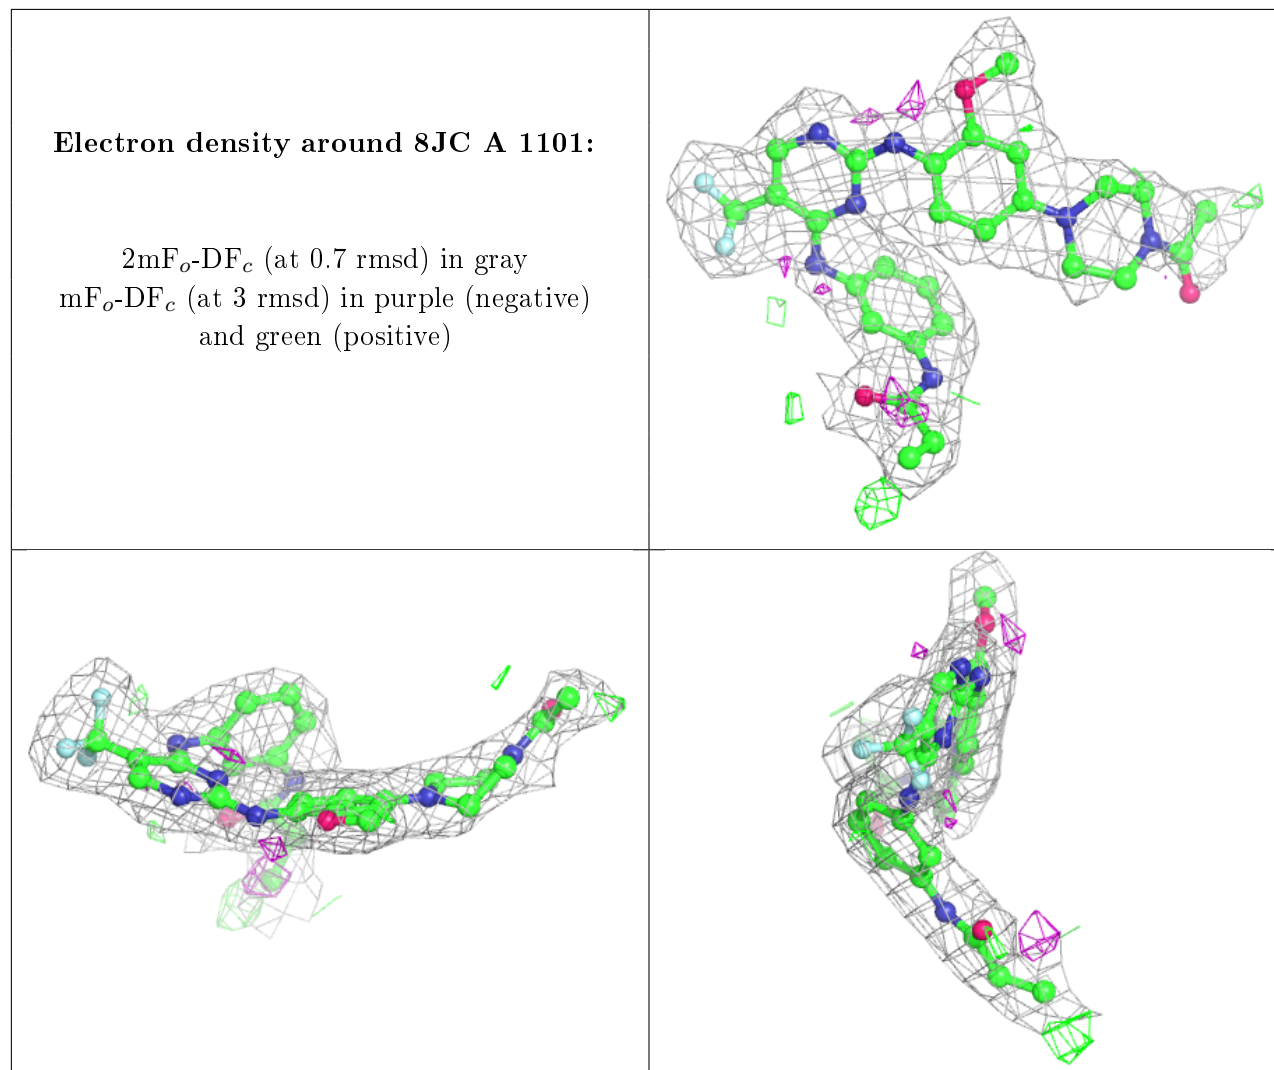 Electron density around 8JC A 1101:
2mFo-DFc (at 0.7 rmsd) in gray
mFo-DFc (at 3 rmsd) in purple (negative)
and green (positive)